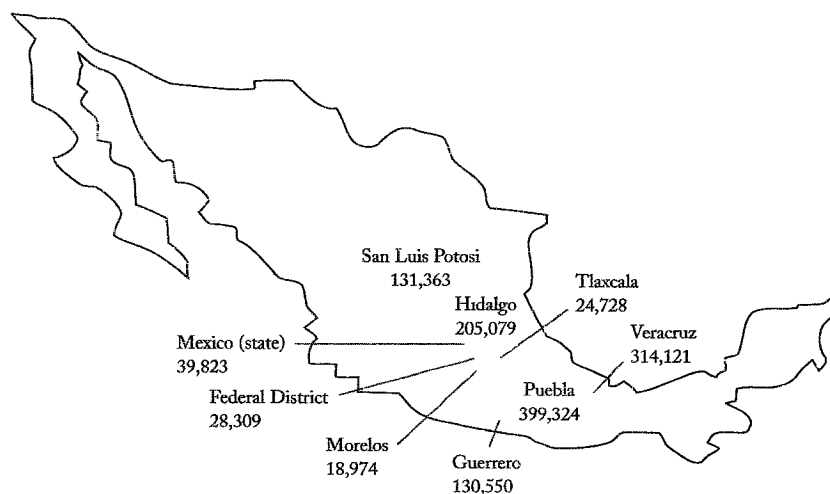 San Luis Potosi
131,363
Tlaxcala
24,728
Hidalgo
205,079
Veracruz
314,121
Mexico (state)
39,823
Puebla
399,324
Federal District
28,309
Morelos
18,974
Guerrero
130,550